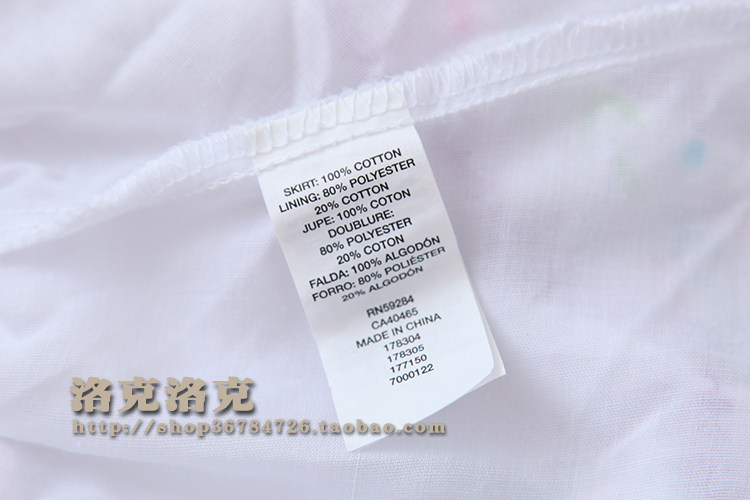 SKIRT: 100% COTTON
LINING: 80% POLYESTER
20% COTTON
JUPE: 100% COTON
DOUBLURE:
80% POLYESTER
20% COTON
FALDA: 100% ALGODÓN
FORRO: 80% POLIÉSTER
20% ALGODÓN
RN59284
CA40465
MADE IN CHINA
178304
178305
177150
7000122
洛克洛克
http://shop36784726.taobao.com